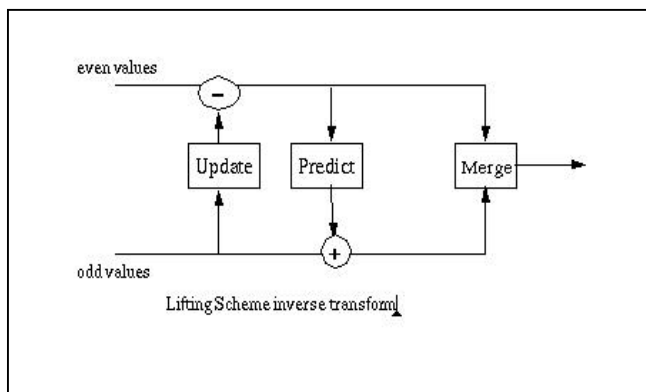 even values
−
Update
Predict
Merge
+
odd values
Lifting Scheme inverse transform